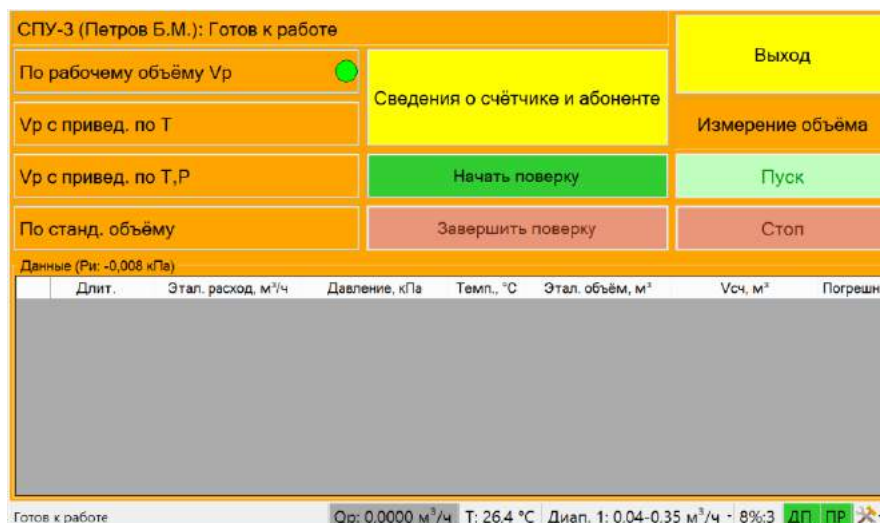 СПУ-3 (Петров Б.М.): Готов к работе
Выход
По рабочему объёму Vр
Сведения о счётчике и абоненте
Vр с привед. по Т
Измерение объёма
Vр с привед. по Т,Р
Начать поверку
Пуск
По станд. объёму
Завершить поверку
Стоп
Данные (Ри: -0,008 кПа)
Длит. Этал. расход, м³/ч Давление, кПа Темп., °С Этал. объём, м³ Vсч, м³ Погрешн
Готов к работе Qр: 0,0000 м³/ч Т: 26,4 °С Диап. 1: 0,04-0,35 м³/ч - 8%:3 ДП ПР